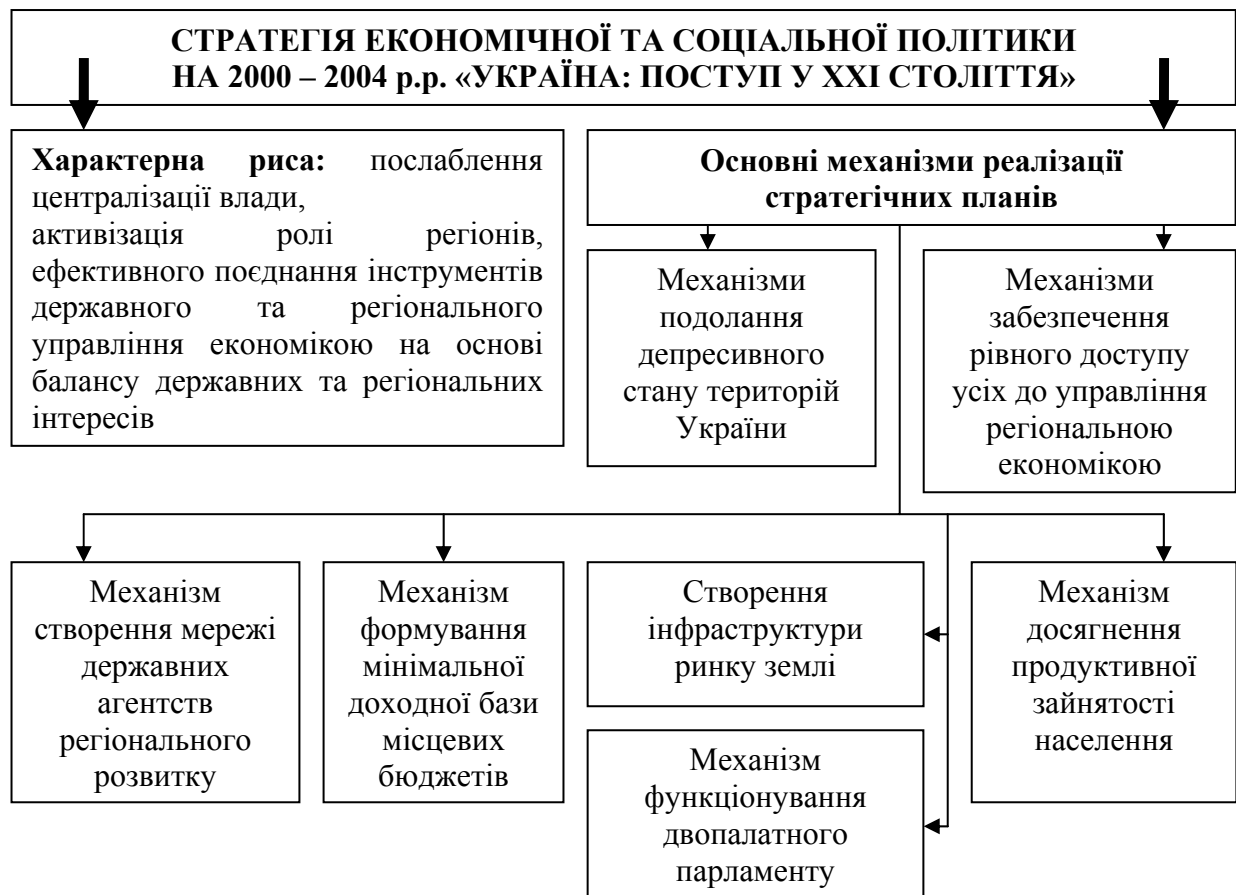 СТРАТЕГІЯ ЕКОНОМІЧНОЇ ТА СОЦІАЛЬНОЇ ПОЛІТИКИ
НА 2000 – 2004 р.р. «УКРАЇНА: ПОСТУП У ХХІ СТОЛІТТЯ»
Характерна риса: послаблення
централізації влади,
активізація ролі регіонів,
ефективного поєднання інструментів
державного та регіонального
управління економікою на основі
балансу державних та регіональних
інтересів
Основні механізми реалізації
стратегічних планів
Механізми
подолання
депресивного
стану територій
України
Механізми
забезпечення
рівного доступу
усіх до управління
регіональною
економікою
Механізм
створення мережі
державних
агентств
регіонального
розвитку
Механізм
формування
мінімальної
доходної бази
місцевих
бюджетів
Створення
інфраструктури
ринку землі
Механізм
функціонування
двопалатного
парламенту
Механізм
досягнення
продуктивної
зайнятості
населення